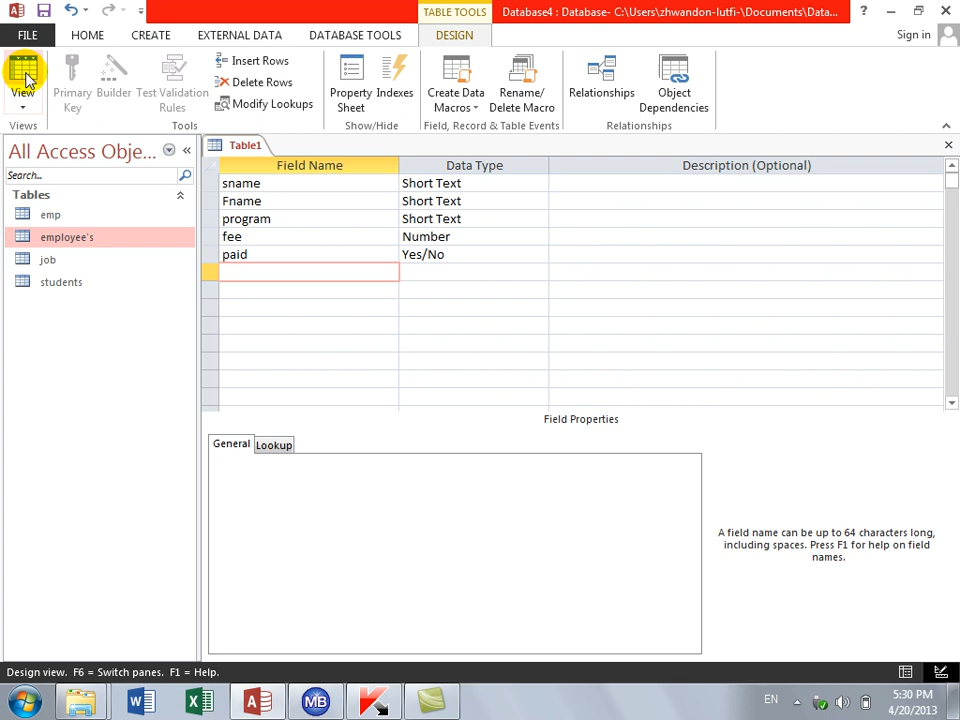 TABLE TOOLS
Database4 : Database- C:\Users\zhwandon-lutfi-\Documents\Data...
?
FILE
HOME
CREATE
EXTERNAL DATA
DATABASE TOOLS
DESIGN
Sign in
View
Primary Key
Builder
Test Validation Rules
Insert Rows
Delete Rows
Modify Lookups
Property Sheet
Indexes
Create Data Macros
Rename/ Delete Macro
Relationships
Object Dependencies
Views
Tools
Show/Hide
Field, Record & Table Events
Relationships
All Access Obje...
Search...
Tables
emp
employee's
job
students
Table1
Field Name
Data Type
Description (Optional)
sname
Short Text
Fname
Short Text
program
Short Text
fee
Number
paid
Yes/No
Field Properties
General
Lookup
A field name can be up to 64 characters long,
including spaces. Press F1 for help on field
names.
Design view. F6 = Switch panes. F1 = Help.
MB
EN
5:30 PM
4/20/2013